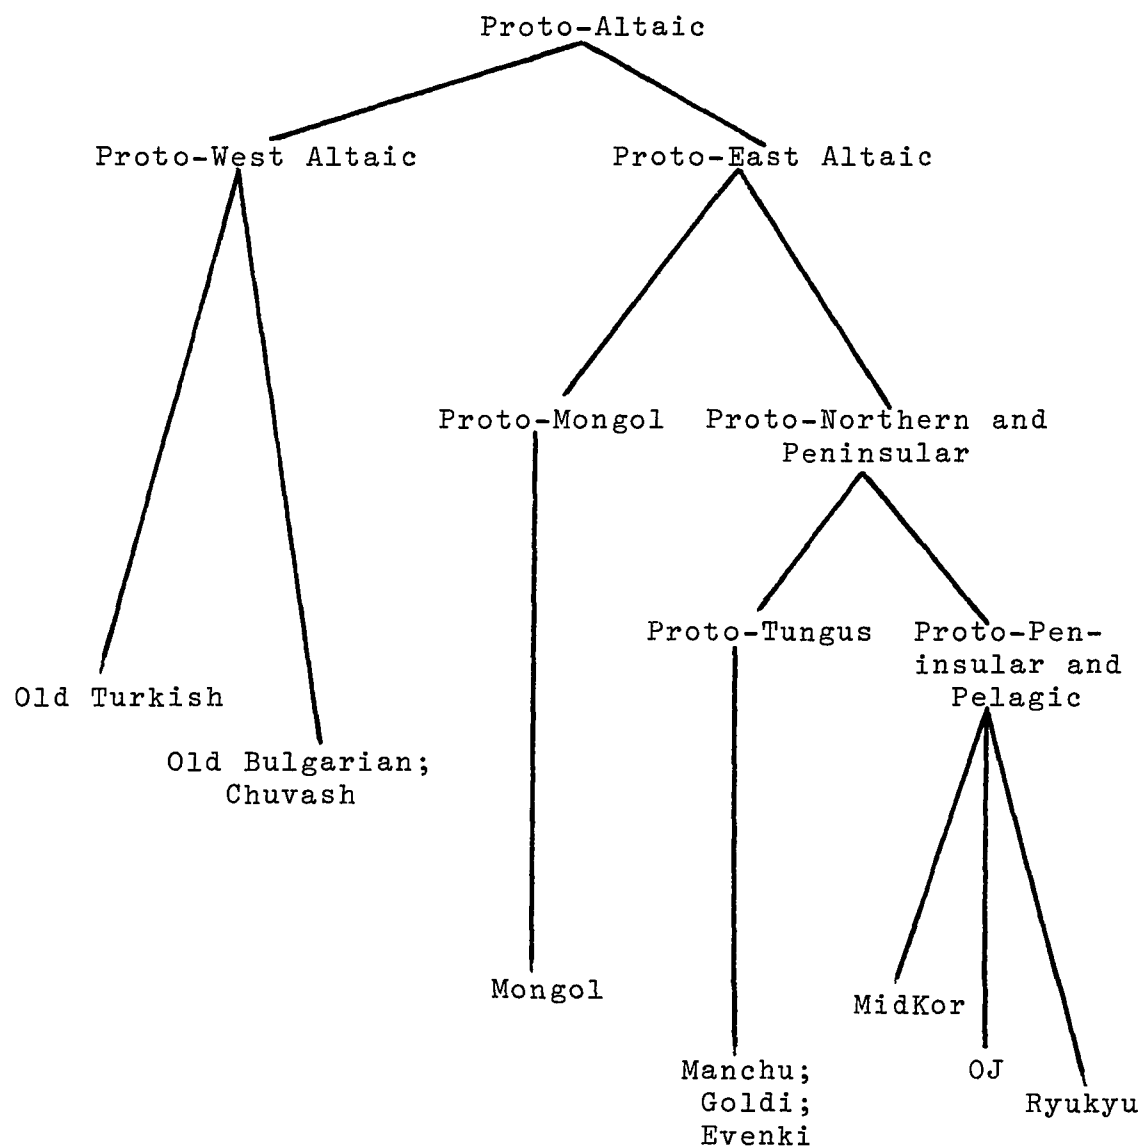 Proto-Altaic
Proto-West Altaic
Proto-East Altaic
Proto-Mongol
Proto-Northern and
Peninsular
Proto-Tungus
Proto-Pen-
insular and
Pelagic
Old Turkish
Old Bulgarian;
Chuvash
Mongol
MidKor
Manchu;
Goldi;
Evenki
OJ
Ryukyu